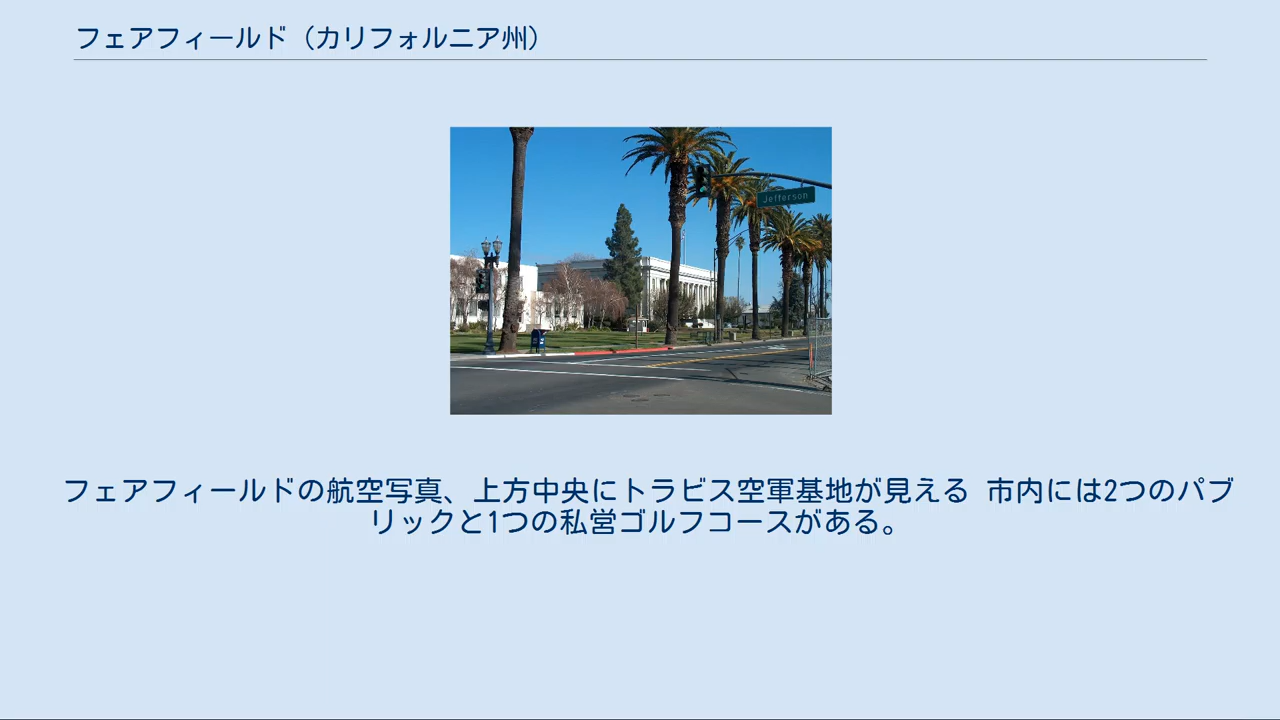 フェアフィールド（カリフォルニア州）
Jefferson
フェアフィールドの航空写真、上方中央にトラビス空軍基地が見える 市内には2つのパブ
リックと1つの私営ゴルフコースがある。